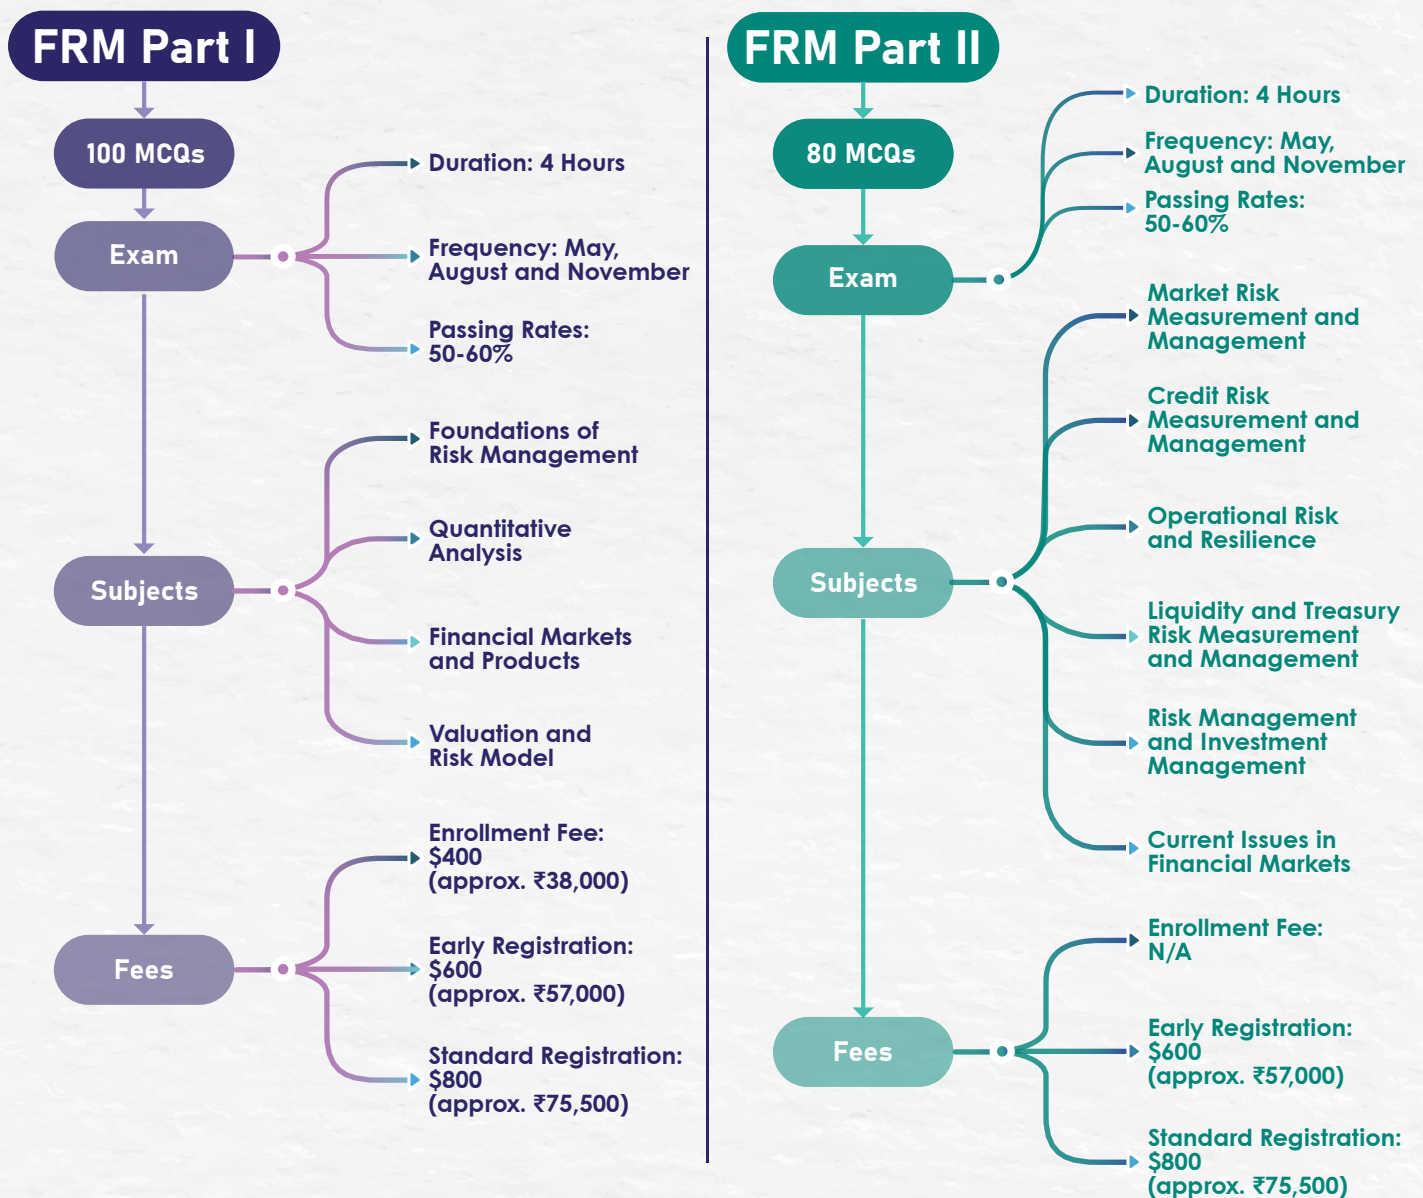 FRM Part I
100 MCQs
Exam
Duration: 4 Hours
Frequency: May,
August and November
Passing Rates:
50-60%
Subjects
Foundations of
Risk Management
Quantitative
Analysis
Financial Markets
and Products
Valuation and
Risk Model
Fees
Enrollment Fee:
$400
(approx. ₹38,000)
Early Registration:
$600
(approx. ₹57,000)
Standard Registration:
$800
(approx. ₹75,500)
FRM Part II
80 MCQs
Exam
Duration: 4 Hours
Frequency: May,
August and November
Passing Rates:
50-60%
Subjects
Market Risk
Measurement and
Management
Credit Risk
Measurement and
Management
Operational Risk
and Resilience
Liquidity and Treasury
Risk Measurement
and Management
Risk Management
and Investment
Management
Current Issues in
Financial Markets
Fees
Enrollment Fee:
N/A
Early Registration:
$600
(approx. ₹57,000)
Standard Registration:
$800
(approx. ₹75,500)